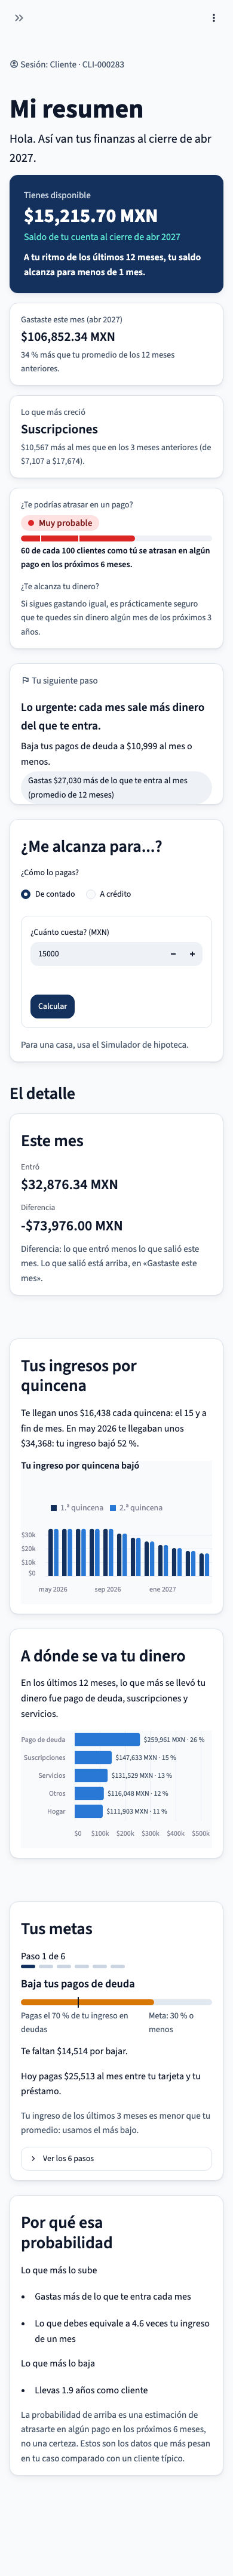 Sesión: Cliente · CLI-000283
Mi resumen
Hola. Así van tus finanzas al cierre de abr
2027.
Tienes disponible
$15,215.70 MXN
Saldo de tu cuenta al cierre de abr 2027
A tu ritmo de los últimos 12 meses, tu saldo
alcanza para menos de 1 mes.
Gastaste este mes (abr 2027)
$106,852.34 MXN
34 % más que tu promedio de los 12 meses
anteriores.
Lo que más creció
Suscripciones
$10,567 más al mes que en los 3 meses anteriores (de
$7,107 a $17,674).
¿Te podrías atrasar en un pago?
Muy probable
60 de cada 100 clientes como tú se atrasan en algún
pago en los próximos 6 meses.
¿Te alcanza tu dinero?
Si sigues gastando igual, es prácticamente seguro
que te quedes sin dinero algún mes de los próximos 3
años.
Tu siguiente paso
Lo urgente: cada mes sale más dinero
del que te entra.
Baja tus pagos de deuda a $10,999 al mes o
menos.
Gastas $27,030 más de lo que te entra al mes
(promedio de 12 meses)
¿Me alcanza para...?
¿Cómo lo pagas?
De contado
A crédito
¿Cuánto cuesta? (MXN)
15000
− +
Calcular
Para una casa, usa el Simulador de hipoteca.
El detalle
Este mes
Entró
$32,876.34 MXN
Diferencia
-$73,976.00 MXN
Diferencia: lo que entró menos lo que salió este
mes. Lo que salió está arriba, en «Gastaste este
mes».
Tus ingresos por
quincena
Te llegan unos $16,438 cada quincena: el 15 y a
fin de mes. En may 2026 te llegaban unos
$34,368: tu ingreso bajó 52 %.
Tu ingreso por quincena bajó
1.ª quincena
2.ª quincena
$30k
$20k
$10k
$0
may 2026
sep 2026
ene 2027
A dónde se va tu dinero
En los últimos 12 meses, lo que más se llevó tu
dinero fue pago de deuda, suscripciones y
servicios.
Pago de deuda $259,961 MXN · 26 %
Suscripciones $147,633 MXN · 15 %
Servicios $131,529 MXN · 13 %
Otros $116,048 MXN · 12 %
Hogar $111,903 MXN · 11 %
$0 $100k $200k $300k $400k $500k
Tus metas
Paso 1 de 6
Baja tus pagos de deuda
Pagas el 70 % de tu ingreso en
deudas
Meta: 30 % o
menos
Te faltan $14,514 por bajar.
Hoy pagas $25,513 al mes entre tu tarjeta y tu
préstamo.
Tu ingreso de los últimos 3 meses es menor que tu
promedio: usamos el más bajo.
Ver los 6 pasos
Por qué esa
probabilidad
Lo que más lo sube
• Gastas más de lo que te entra cada mes
• Lo que debes equivale a 4.6 veces tu ingreso
de un mes
Lo que más lo baja
• Llevas 1.9 años como cliente
La probabilidad de arriba es una estimación de
atrasarte en algún pago en los próximos 6 meses,
no una certeza. Estos son los datos que más pesan
en tu caso comparado con un cliente típico.